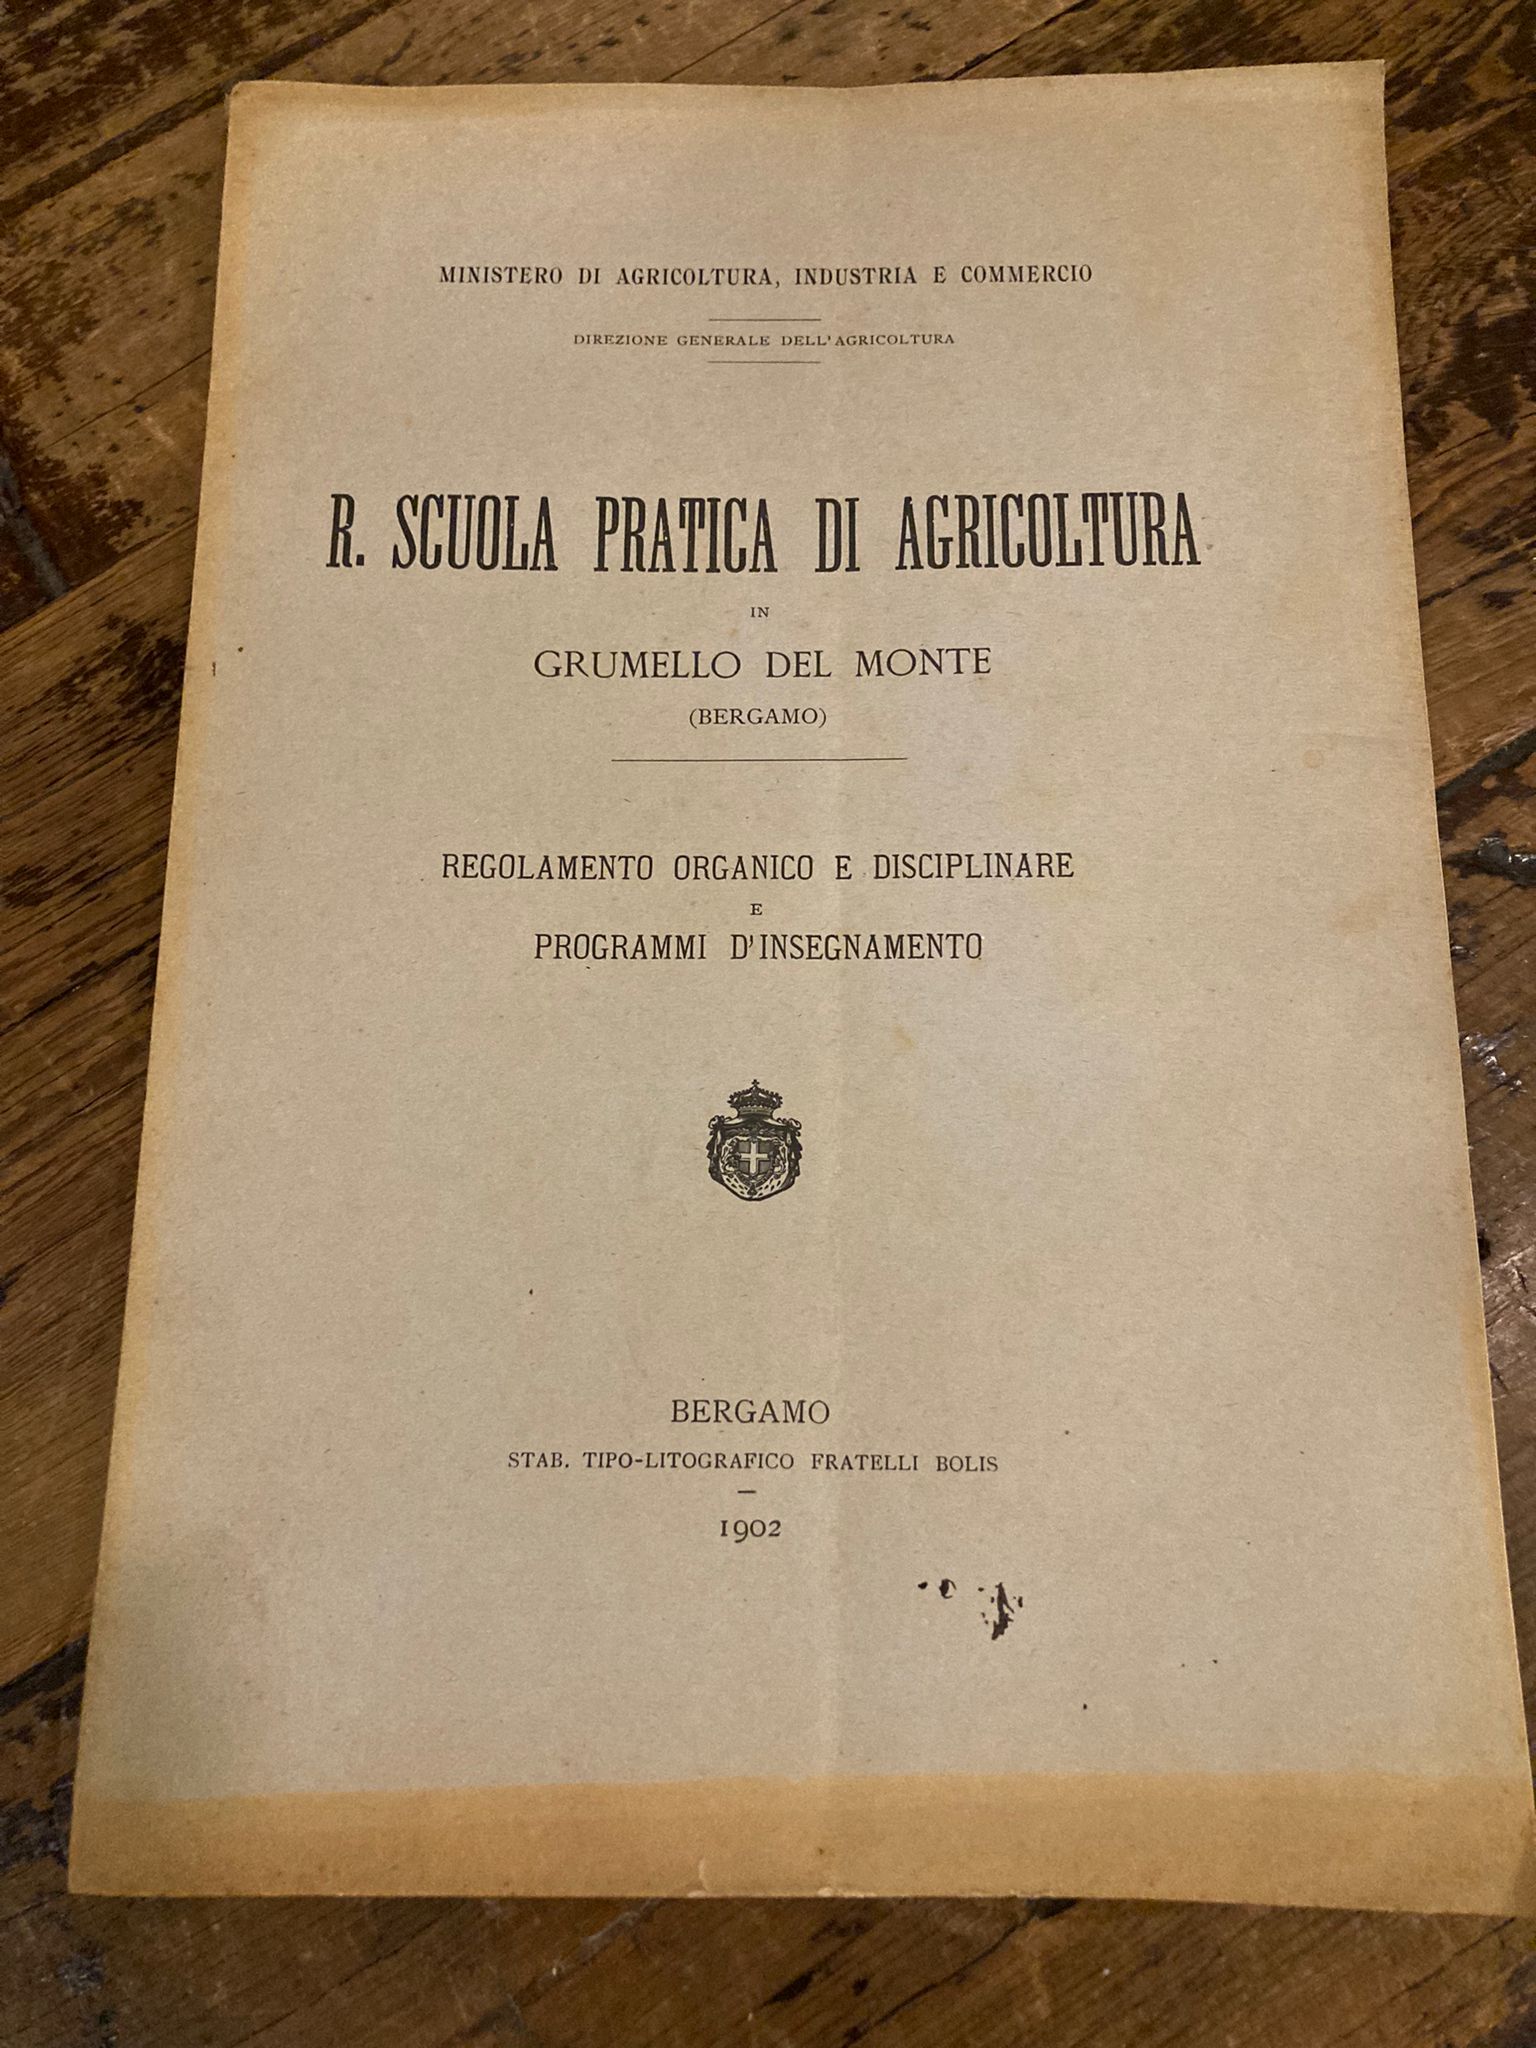 MINISTERO DI AGRICOLTURA, INDUSTRIA E COMMERCIO
DIREZIONE GENERALE DELL'AGRICOLTURA
R. SCUOLA PRATICA DI AGRICOLTURA
IN
GRUMELLO DEL MONTE
(BERGAMO)
REGOLAMENTO ORGANICO E DISCIPLINARE
E
PROGRAMMI D'INSEGNAMENTO
BERGAMO
STAB. TIPO-LITOGRAFICO FRATELLI BOLIS
—
1902